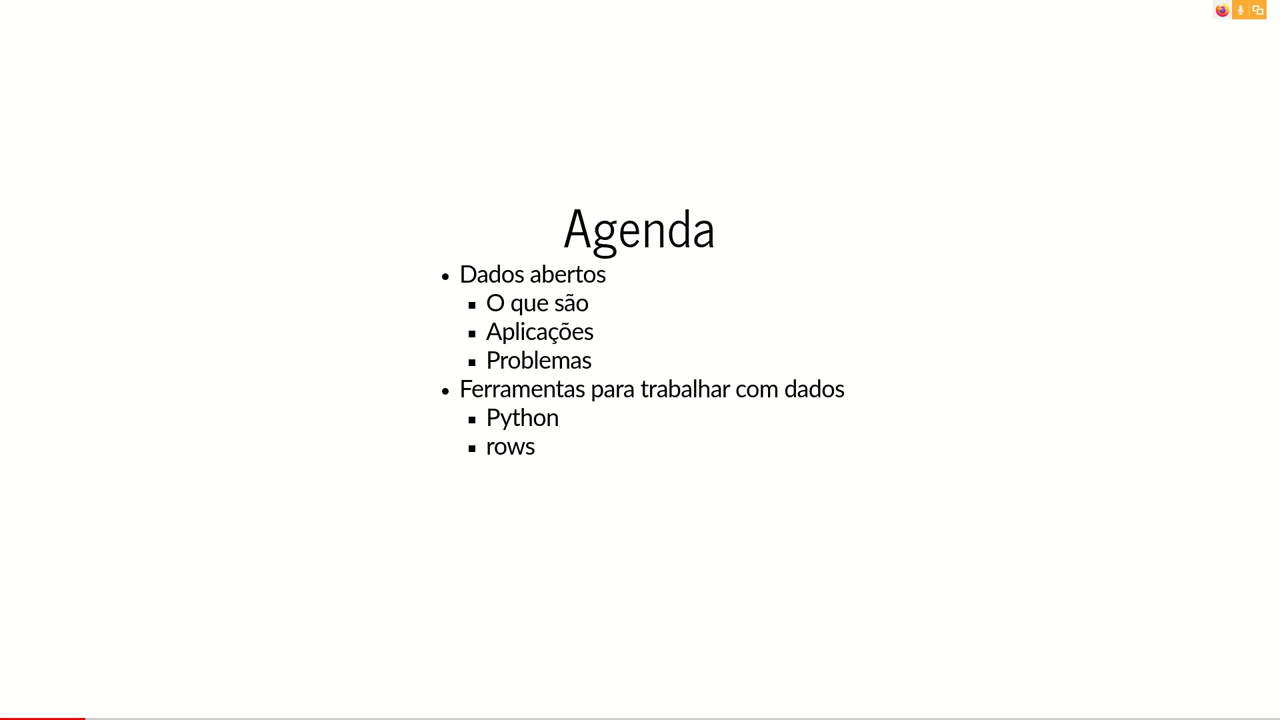 Agenda
Dados abertos
O que são
Aplicações
Problemas
Ferramentas para trabalhar com dados
Python
rows